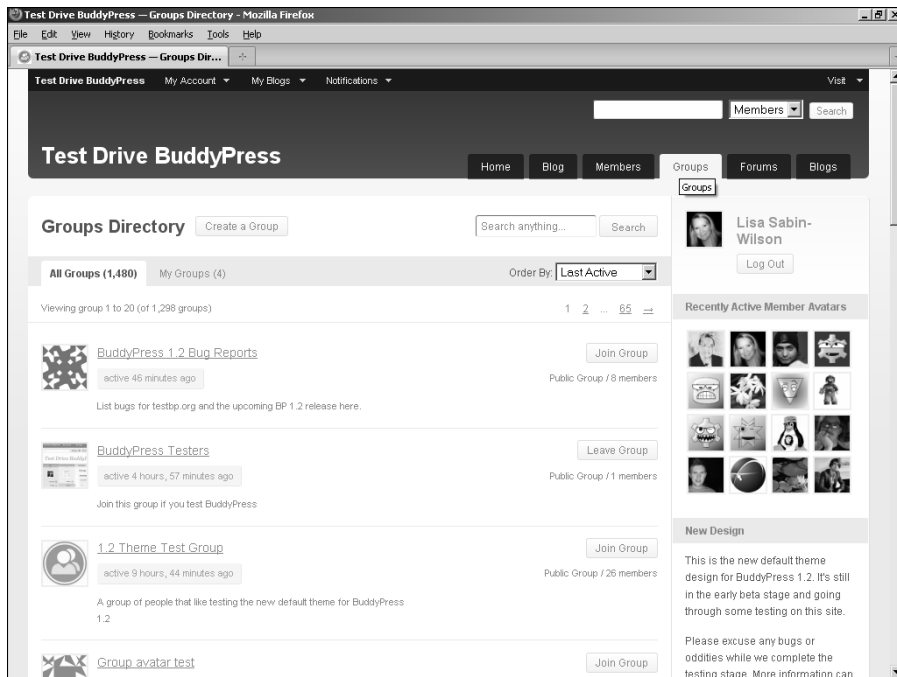 Test Drive BuddyPress — Groups Directory - Mozilla Firefox
File Edit View History Bookmarks Tools Help
Test Drive BuddyPress — Groups Dir...
Test Drive BuddyPress My Account My Blogs Notifications Visit
Members Search
Test Drive BuddyPress
Home Blog Members Groups Forums Blogs
Groups
Groups Directory Create a Group Search anything... Search
All Groups (1,480) My Groups (4) Order By: Last Active
Viewing group 1 to 20 (of 1,298 groups) 1 2 ... 65 →
BuddyPress 1.2 Bug Reports Join Group
active 46 minutes ago Public Group / 8 members
List bugs for testbp.org and the upcoming BP 1.2 release here.
BuddyPress Testers Leave Group
active 4 hours, 57 minutes ago Public Group / 1 members
Join this group if you test BuddyPress
1.2 Theme Test Group Join Group
active 9 hours, 44 minutes ago Public Group / 26 members
A group of people that like testing the new default theme for BuddyPress
1.2
Group avatar test Join Group
Lisa Sabin-
Wilson
Log Out
Recently Active Member Avatars
New Design
This is the new default theme
design for BuddyPress 1.2. It's still
in the early beta stage and going
through some testing on this site.
Please excuse any bugs or
oddities while we complete the
testing stage. More information can